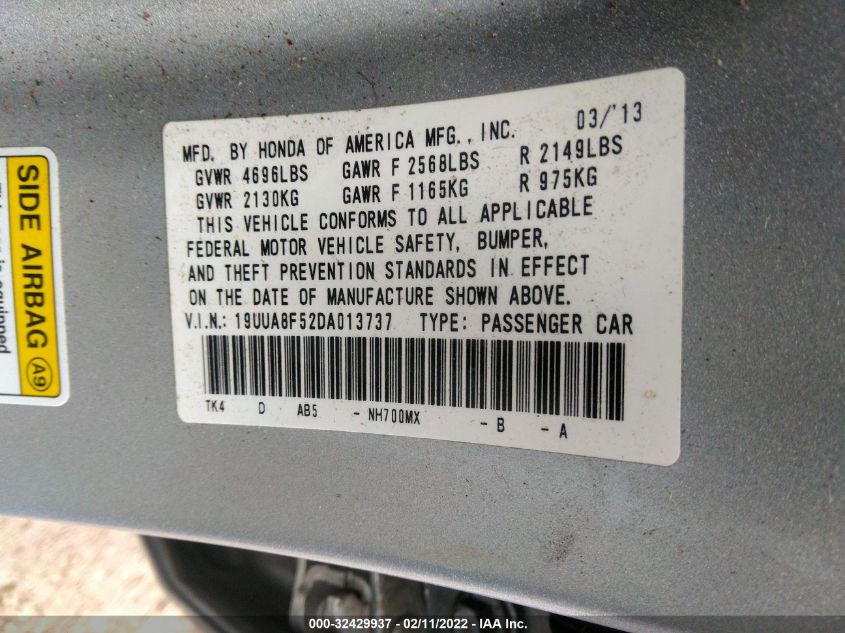 MFD. BY HONDA OF AMERICA MFG., INC. 03/'13
GVWR 4696LBS GAWR F 2568LBS R 2149LBS
GVWR 2130KG GAWR F 1165KG R 975KG
THIS VEHICLE CONFORMS TO ALL APPLICABLE
FEDERAL MOTOR VEHICLE SAFETY, BUMPER,
AND THEFT PREVENTION STANDARDS IN EFFECT
ON THE DATE OF MANUFACTURE SHOWN ABOVE.
V.I.N.: 19UUA8F52DA013737 TYPE: PASSENGER CAR
TK4 D AB5 - NH700MX - B - A
SIDE AIRBAG A9
is equipped
000-32429937 - 02/11/2022 - IAA Inc.